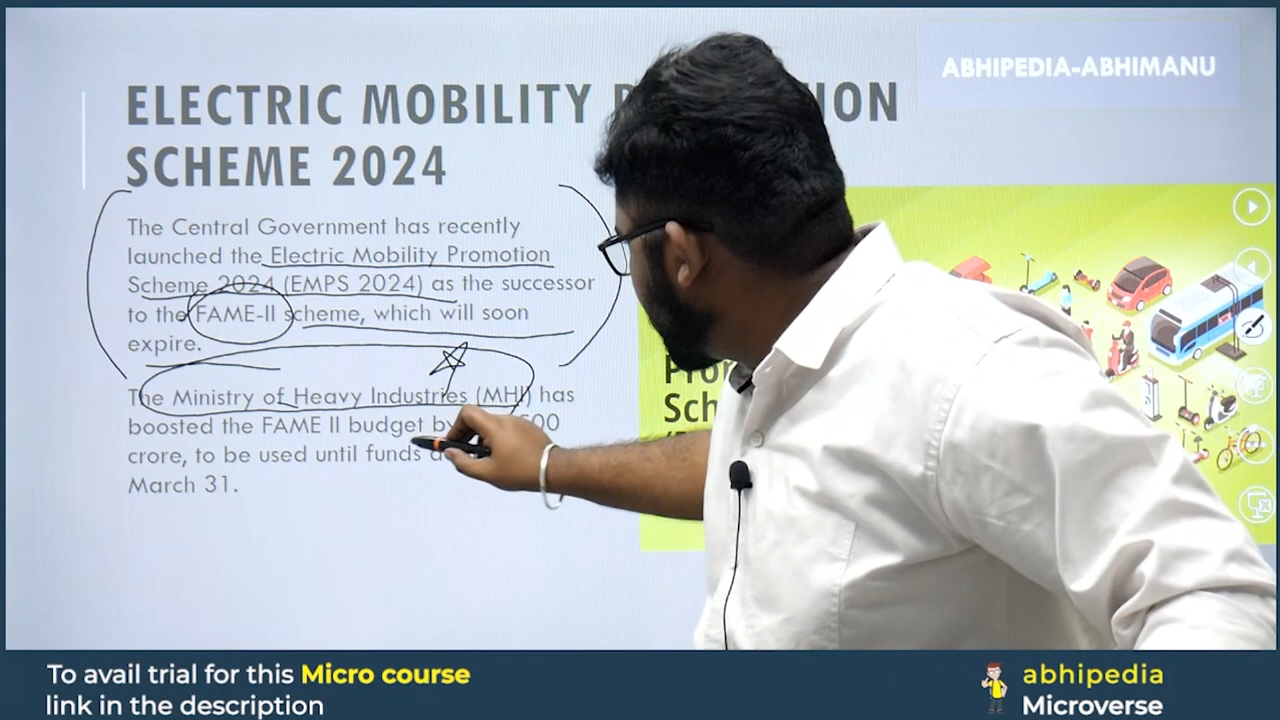 ABHIPEDIA-ABHIMANU
ELECTRIC MOBILITY
SCHEME 2024
The Central Government has recently
launched the Electric Mobility Promotion
Scheme 2024 (EMPS 2024) as the successor
to the FAME-II scheme, which will soon
expire.
The Ministry of Heavy Industries (MHI) has
boosted the FAME II budget by
crore, to be used until funds
March 31.
To avail trial for this Micro course
link in the description
abhipedia
Microverse